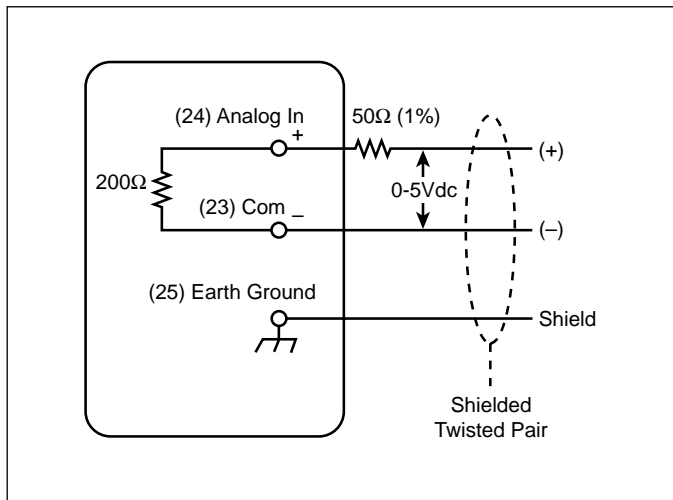 (24) Analog In
+
50Ω (1%)
(+)
200Ω
0-5Vdc
(23) Com _
(–)
(25) Earth Ground
Shield
Shielded
Twisted Pair